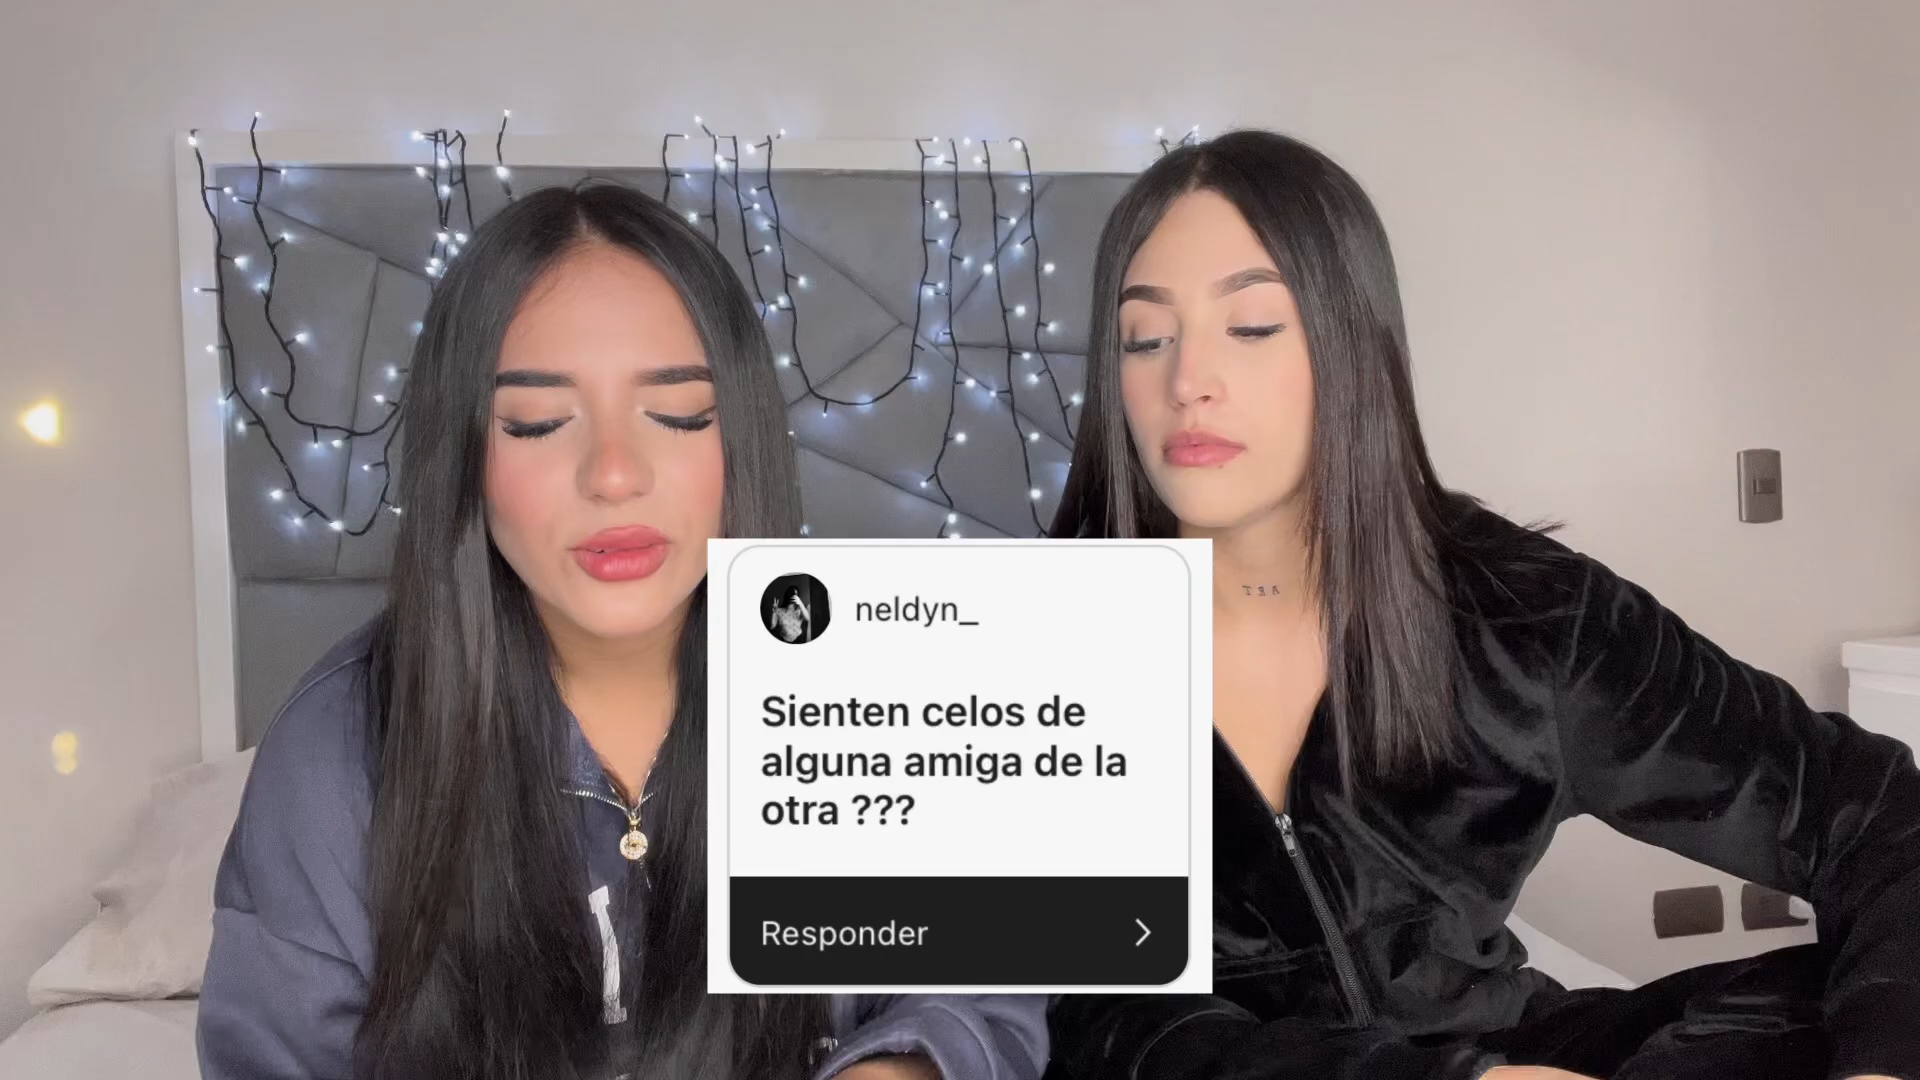 neldyn_
Sienten celos de
alguna amiga de la
otra ???
Responder